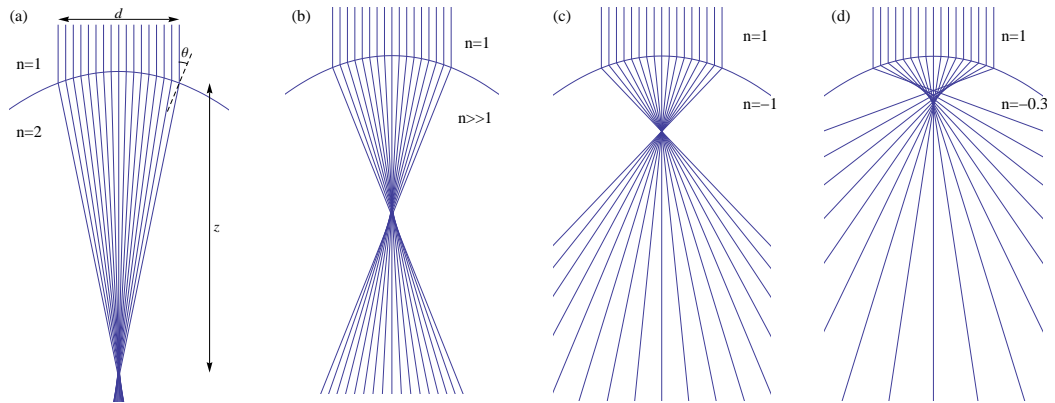 (a)
d
θ
n=1
n=2
z
(b)
n=1
n>>1
(c)
n=1
n=−1
(d)
n=1
n=−0.3